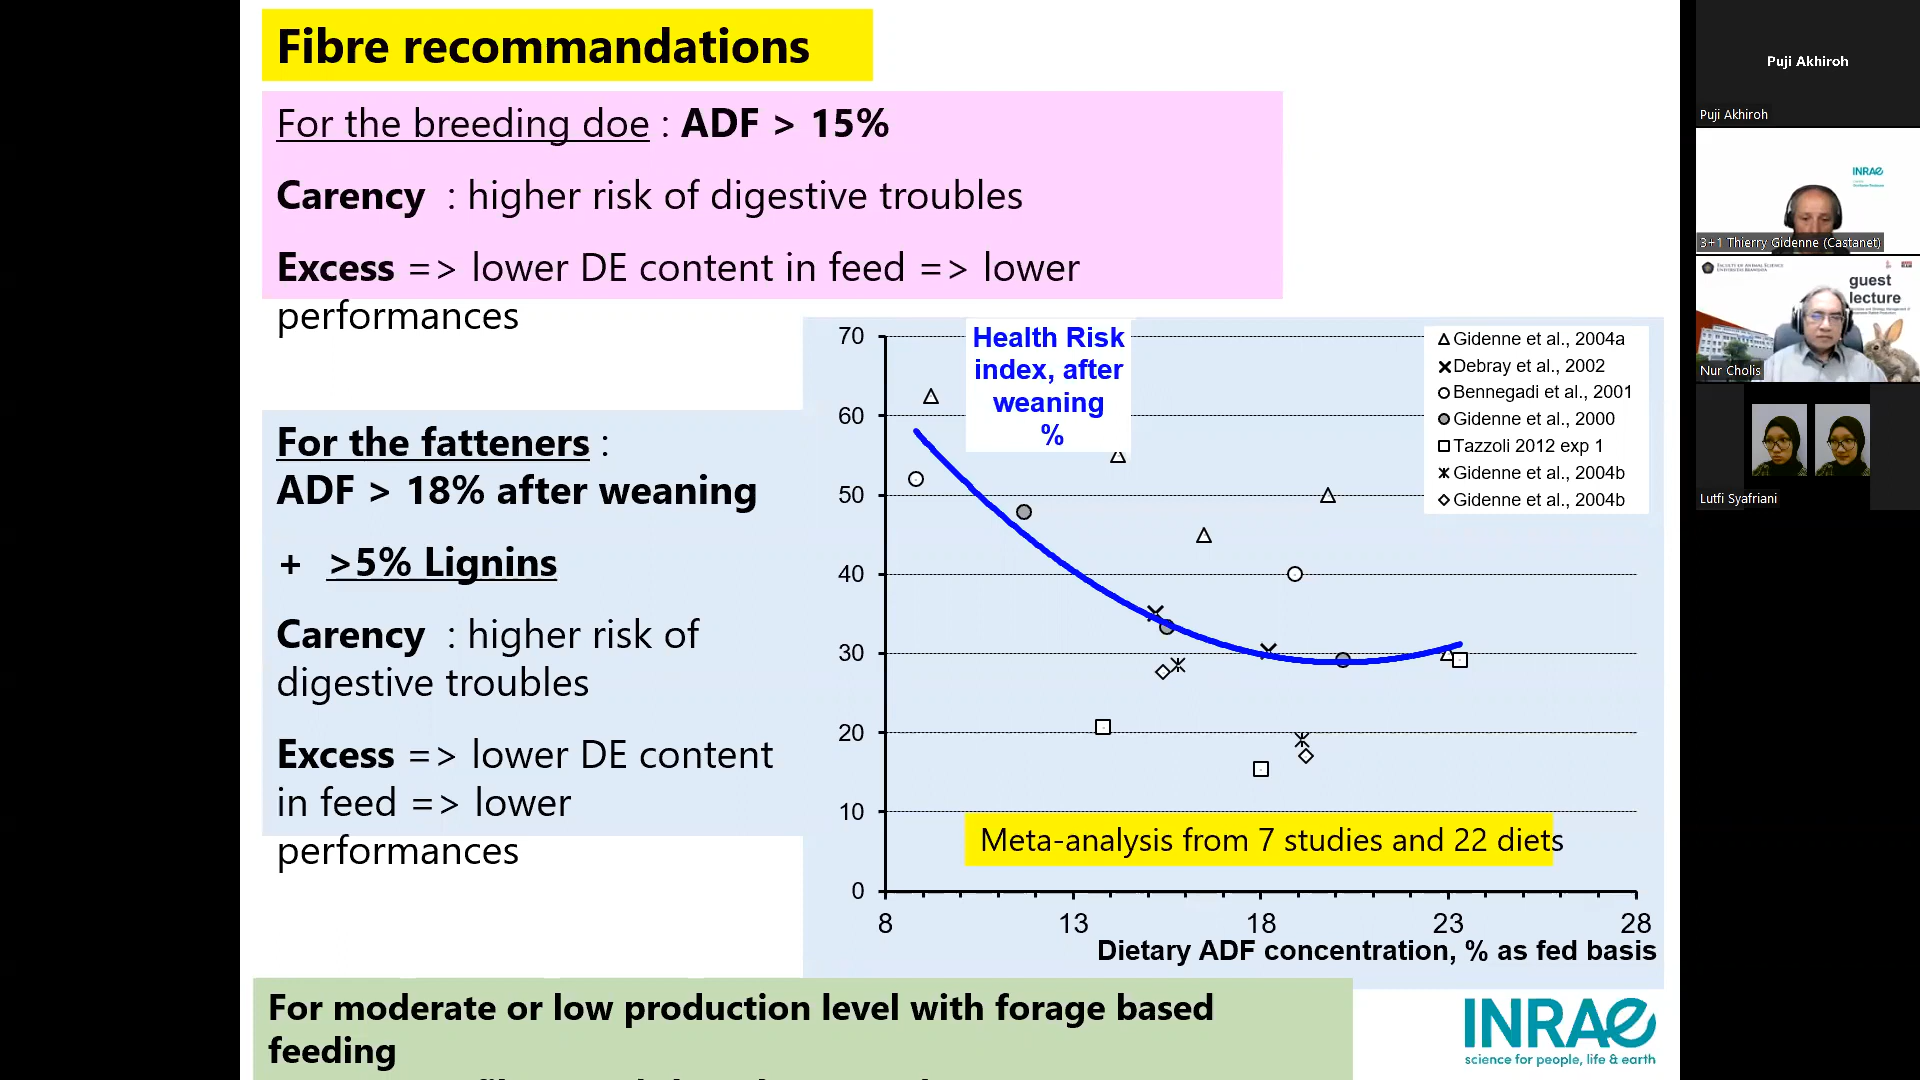 Fibre recommandations
For the breeding doe : ADF > 15%
Carency : higher risk of digestive troubles
Excess => lower DE content in feed => lower
performances
For the fatteners :
ADF > 18% after weaning
+ >5% Lignins
Carency : higher risk of
digestive troubles
Excess => lower DE content
in feed => lower
performances
Health Risk
index, after
weaning
%
70
60
50
40
30
20
10
0
8
13
18
23
28
Dietary ADF concentration, % as fed basis
Gidenne et al., 2004a
Debray et al., 2002
Bennegadi et al., 2001
Gidenne et al., 2000
Tazzoli 2012 exp 1
Gidenne et al., 2004b
Gidenne et al., 2004b
Meta-analysis from 7 studies and 22 diets
For moderate or low production level with forage based
feeding
INRAE
science for people, life & earth
Puji Akhiroh
Puji Akhiroh
INRAE
3+1 Thierry Gidenne (Castanet)
guest
lecture
Nur Cholis
Lutfi Syafriani